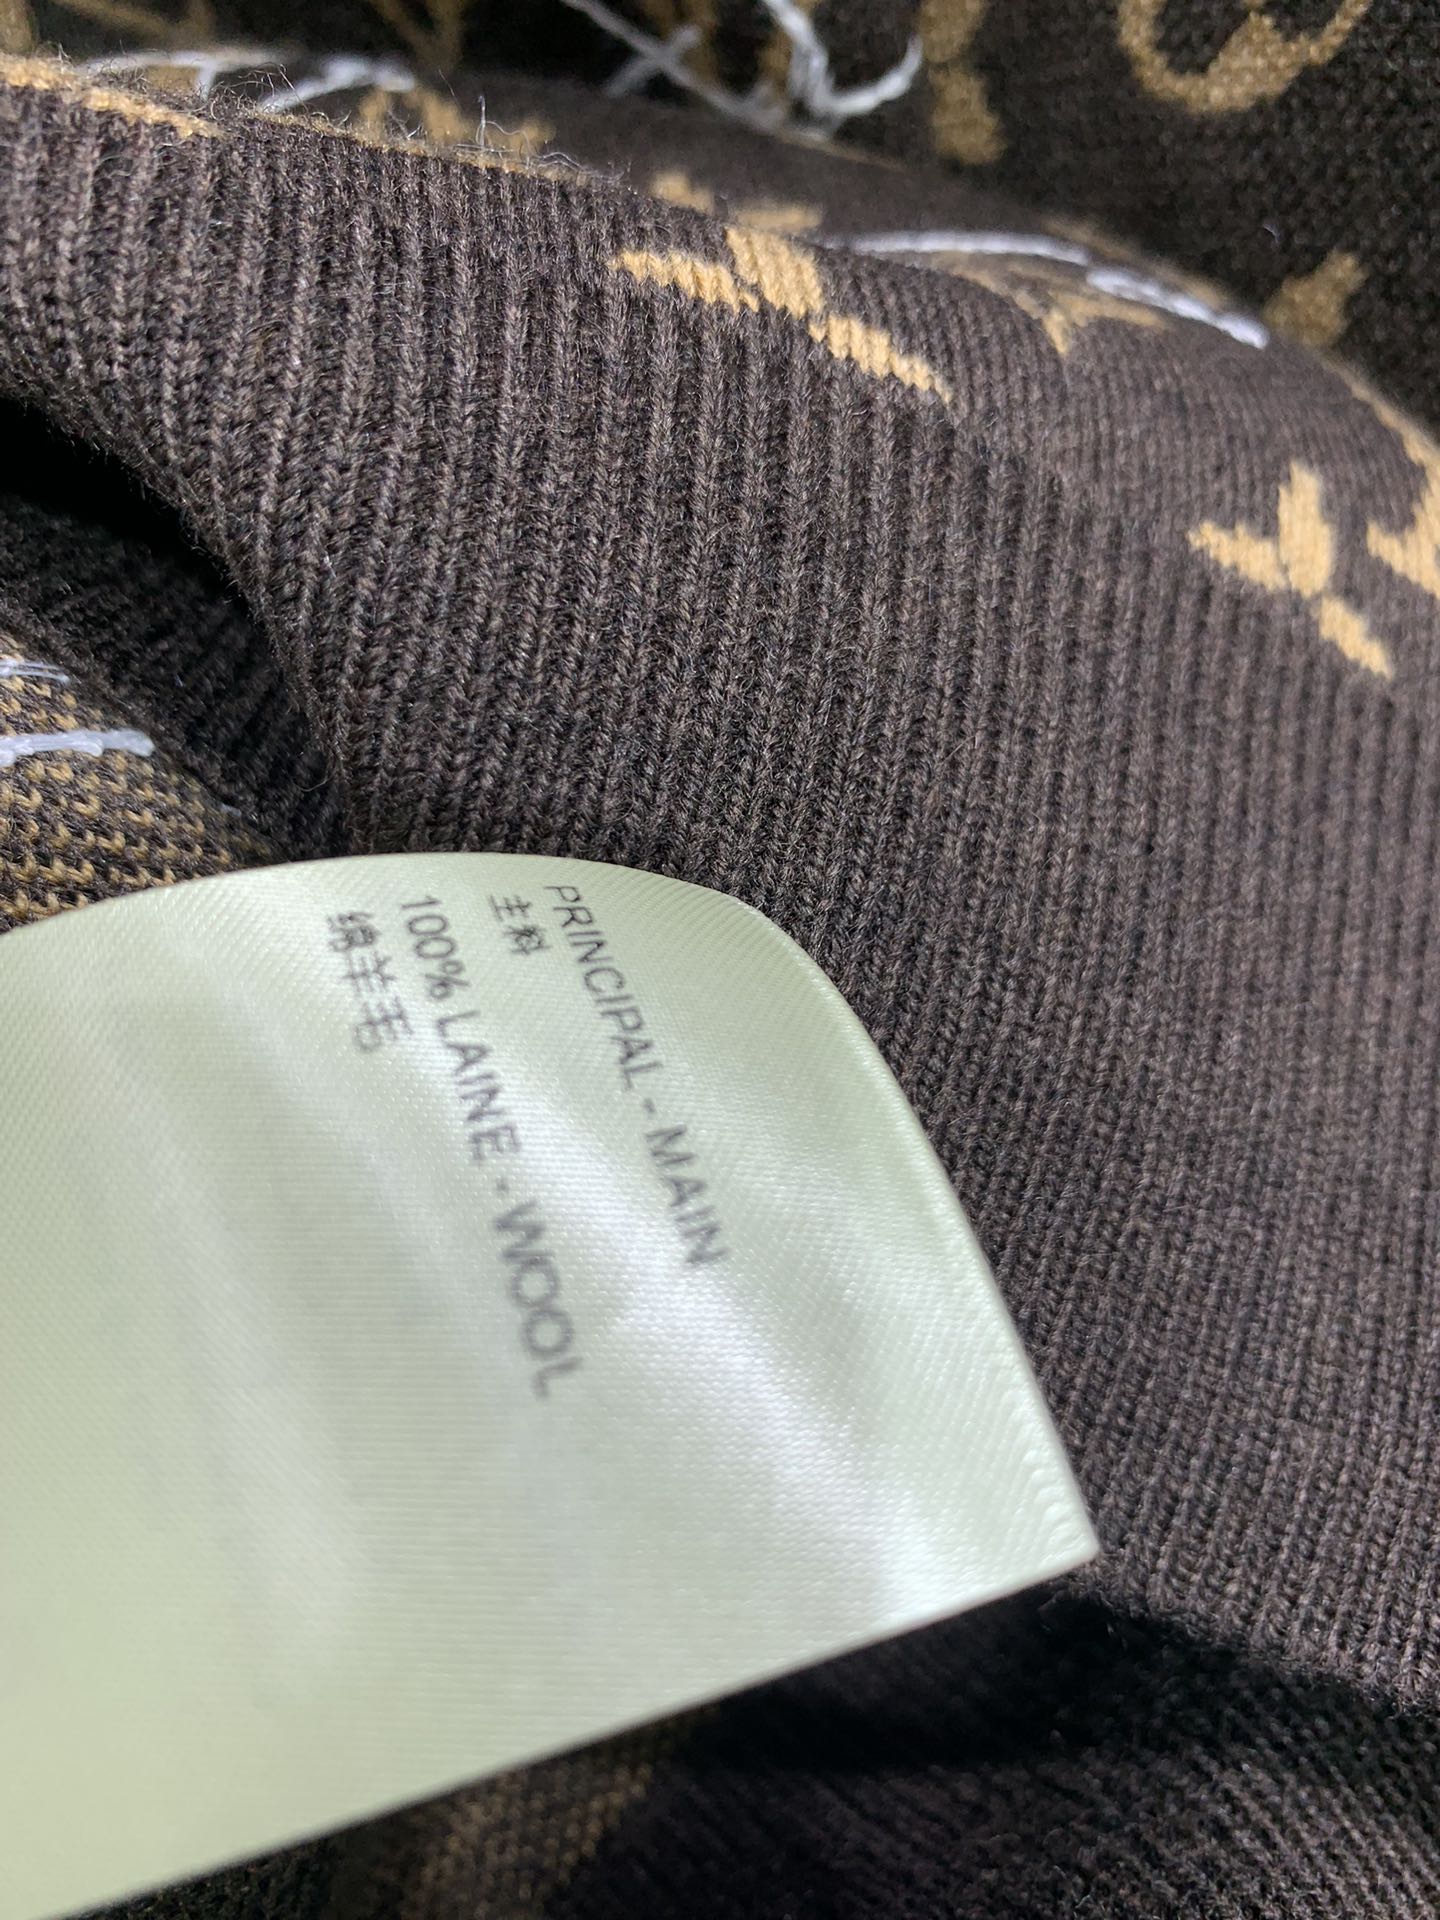 PRINCIPAL - MAIN
主料
100% LAINE - WOOL
绵羊毛